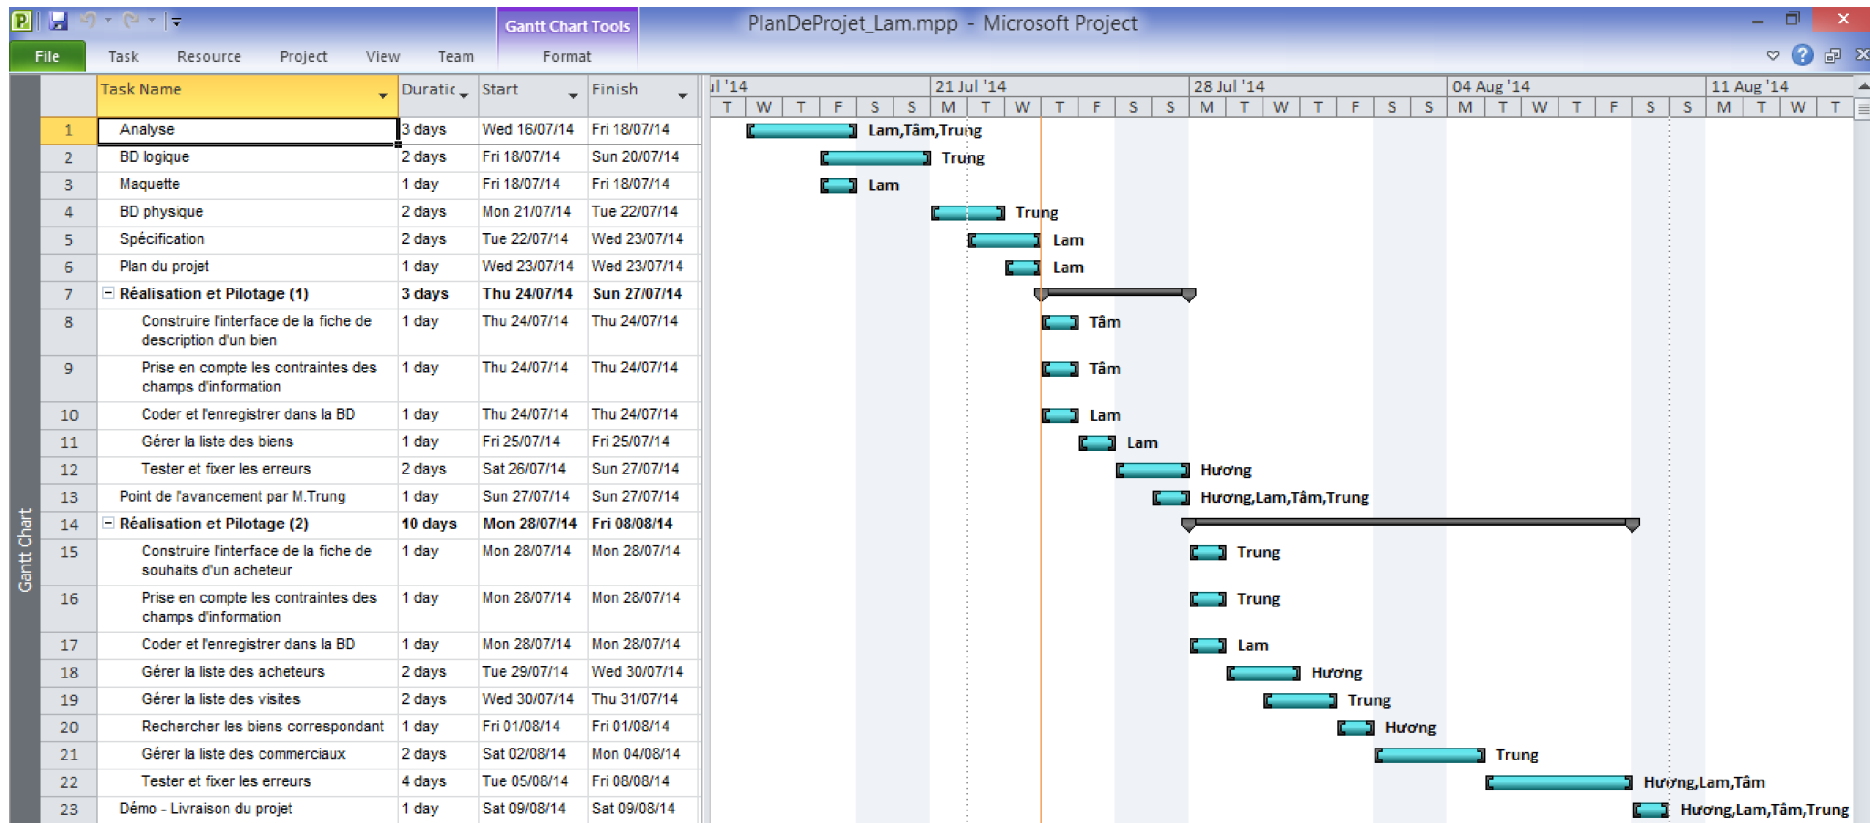 PlanDeProjet_Lam.mpp - Microsoft Project
Gantt Chart Tools
File Task Resource Project View Team Format
Task Name Duratic Start Finish
ul '14 21 Jul '14 28 Jul '14 04 Aug '14 11 Aug '14
T W T F S S M T W T F S S M T W T F S S M T W T F S S M T W T
1 Analyse 3 days Wed 16/07/14 Fri 18/07/14 Lam,Tâm,Trung
2 BD logique 2 days Fri 18/07/14 Sun 20/07/14 Trung
3 Maquette 1 day Fri 18/07/14 Fri 18/07/14 Lam
4 BD physique 2 days Mon 21/07/14 Tue 22/07/14 Trung
5 Spécification 2 days Tue 22/07/14 Wed 23/07/14 Lam
6 Plan du projet 1 day Wed 23/07/14 Wed 23/07/14 Lam
7 Réalisation et Pilotage (1) 3 days Thu 24/07/14 Sun 27/07/14
8 Construire l'interface de la fiche de 1 day Thu 24/07/14 Thu 24/07/14 Tâm
description d'un bien
9 Prise en compte les contraintes des 1 day Thu 24/07/14 Thu 24/07/14 Tâm
champs d'information
10 Coder et l'enregistrer dans la BD 1 day Thu 24/07/14 Thu 24/07/14 Lam
11 Gérer la liste des biens 1 day Fri 25/07/14 Fri 25/07/14 Lam
12 Tester et fixer les erreurs 2 days Sat 26/07/14 Sun 27/07/14 Hương
13 Point de l'avancement par M.Trung 1 day Sun 27/07/14 Sun 27/07/14 Hương,Lam,Tâm,Trung
14 Réalisation et Pilotage (2) 10 days Mon 28/07/14 Fri 08/08/14
15 Construire l'interface de la fiche de 1 day Mon 28/07/14 Mon 28/07/14 Trung
souhaits d'un acheteur
16 Prise en compte les contraintes des 1 day Mon 28/07/14 Mon 28/07/14 Trung
champs d'information
17 Coder et l'enregistrer dans la BD 1 day Mon 28/07/14 Mon 28/07/14 Lam
18 Gérer la liste des acheteurs 2 days Tue 29/07/14 Wed 30/07/14 Hương
19 Gérer la liste des visites 2 days Wed 30/07/14 Thu 31/07/14 Trung
20 Rechercher les biens correspondant 1 day Fri 01/08/14 Fri 01/08/14 Hương
21 Gérer la liste des commerciaux 2 days Sat 02/08/14 Mon 04/08/14 Trung
22 Tester et fixer les erreurs 4 days Tue 05/08/14 Fri 08/08/14 Hương,Lam,Tâm
23 Démo - Livraison du projet 1 day Sat 09/08/14 Sat 09/08/14 Hương,Lam,Tâm,Trung
Gantt Chart